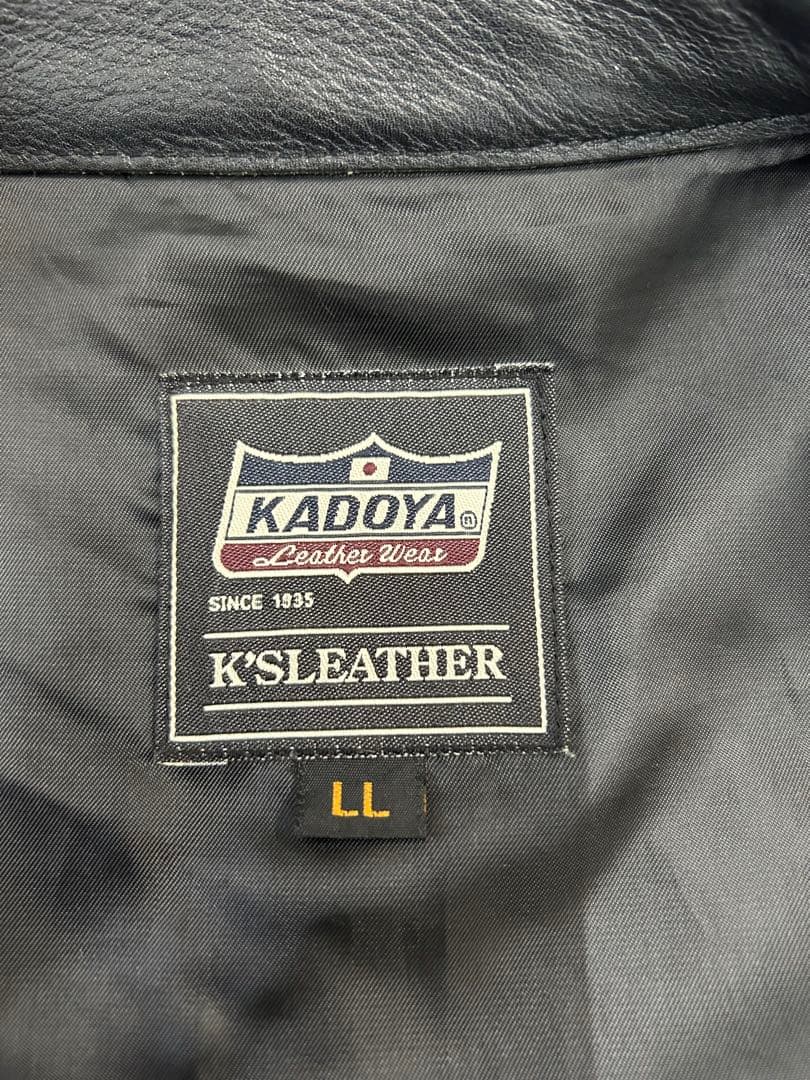 KADOYA
Leather Wear
SINCE 1935
K'SLEATHER
LL